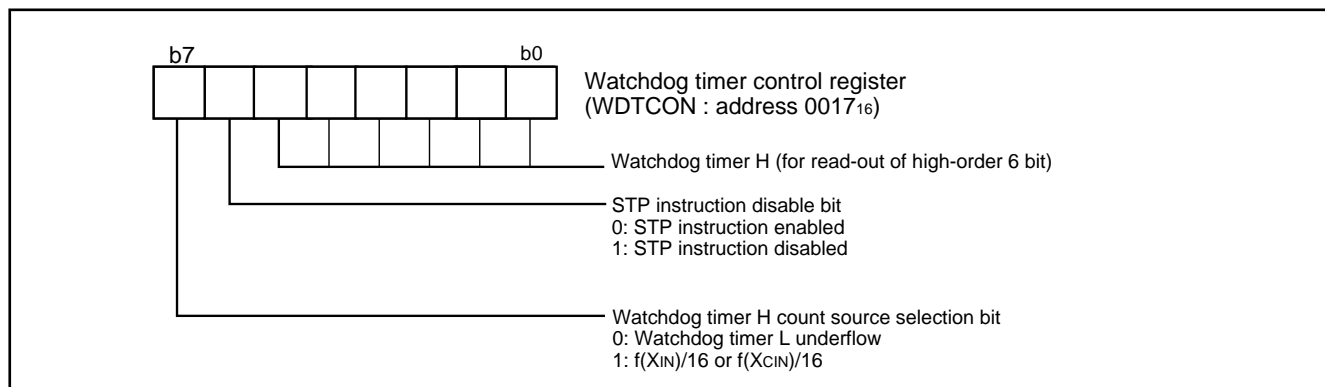 b7 b0
Watchdog timer control register
(WDTCON : address 0017₁₆)
Watchdog timer H (for read-out of high-order 6 bit)
STP instruction disable bit
0: STP instruction enabled
1: STP instruction disabled
Watchdog timer H count source selection bit
0: Watchdog timer L underflow
1: f(XIN)/16 or f(XCIN)/16